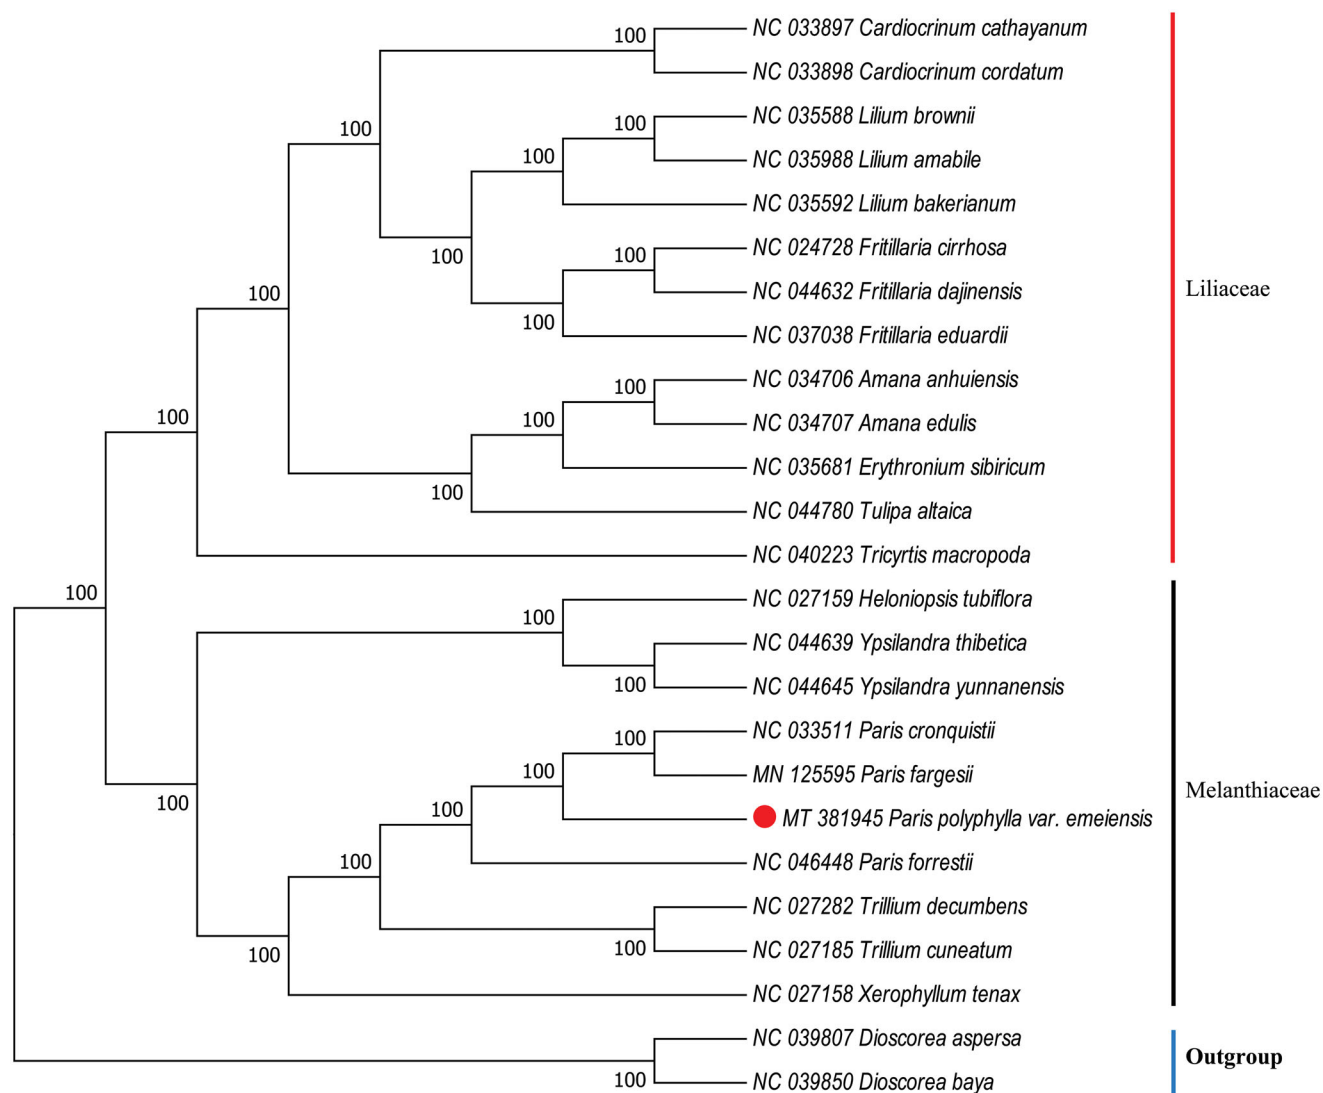 NC 033897 Cardiocrinum cathayanum
100
NC 033898 Cardiocrinum cordatum
NC 035588 Lilium brownii
100
100
NC 035988 Lilium amabile
100
NC 035592 Lilium bakerianum
NC 024728 Fritillaria cirrhosa
100
100
NC 044632 Fritillaria dajinensis
Liliaceae
100
100
NC 037038 Fritillaria eduardii
NC 034706 Amana anhuiensis
100
100
100
NC 034707 Amana edulis
NC 035681 Erythronium sibiricum
100
NC 044780 Tulipa altaica
NC 040223 Tricyrtis macropoda
100
NC 027159 Heloniopsis tubiflora
100
NC 044639 Ypsilandra thibetica
100
NC 044645 Ypsilandra yunnanensis
NC 033511 Paris cronquistii
100
100
MN 125595 Paris fargesii
Melanthiaceae
100
100
MT 381945 Paris polyphylla var. emeiensis
100
NC 046448 Paris forrestii
NC 027282 Trillium decumbens
100
100
NC 027185 Trillium cuneatum
NC 027158 Xerophyllum tenax
NC 039807 Dioscorea aspersa
Outgroup
100
NC 039850 Dioscorea baya